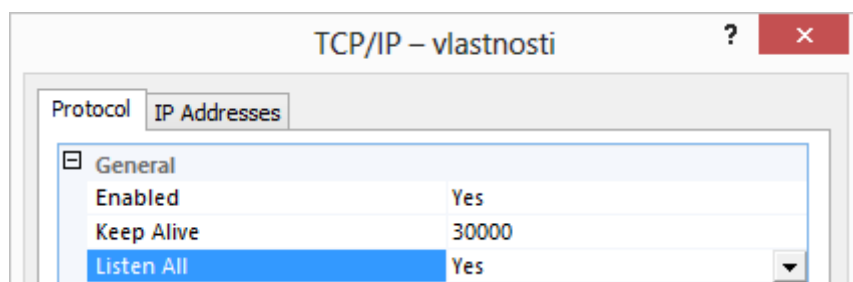 TCP/IP – vlastnosti ? ×
Protocol IP Addresses
General
Enabled Yes
Keep Alive 30000
Listen All Yes